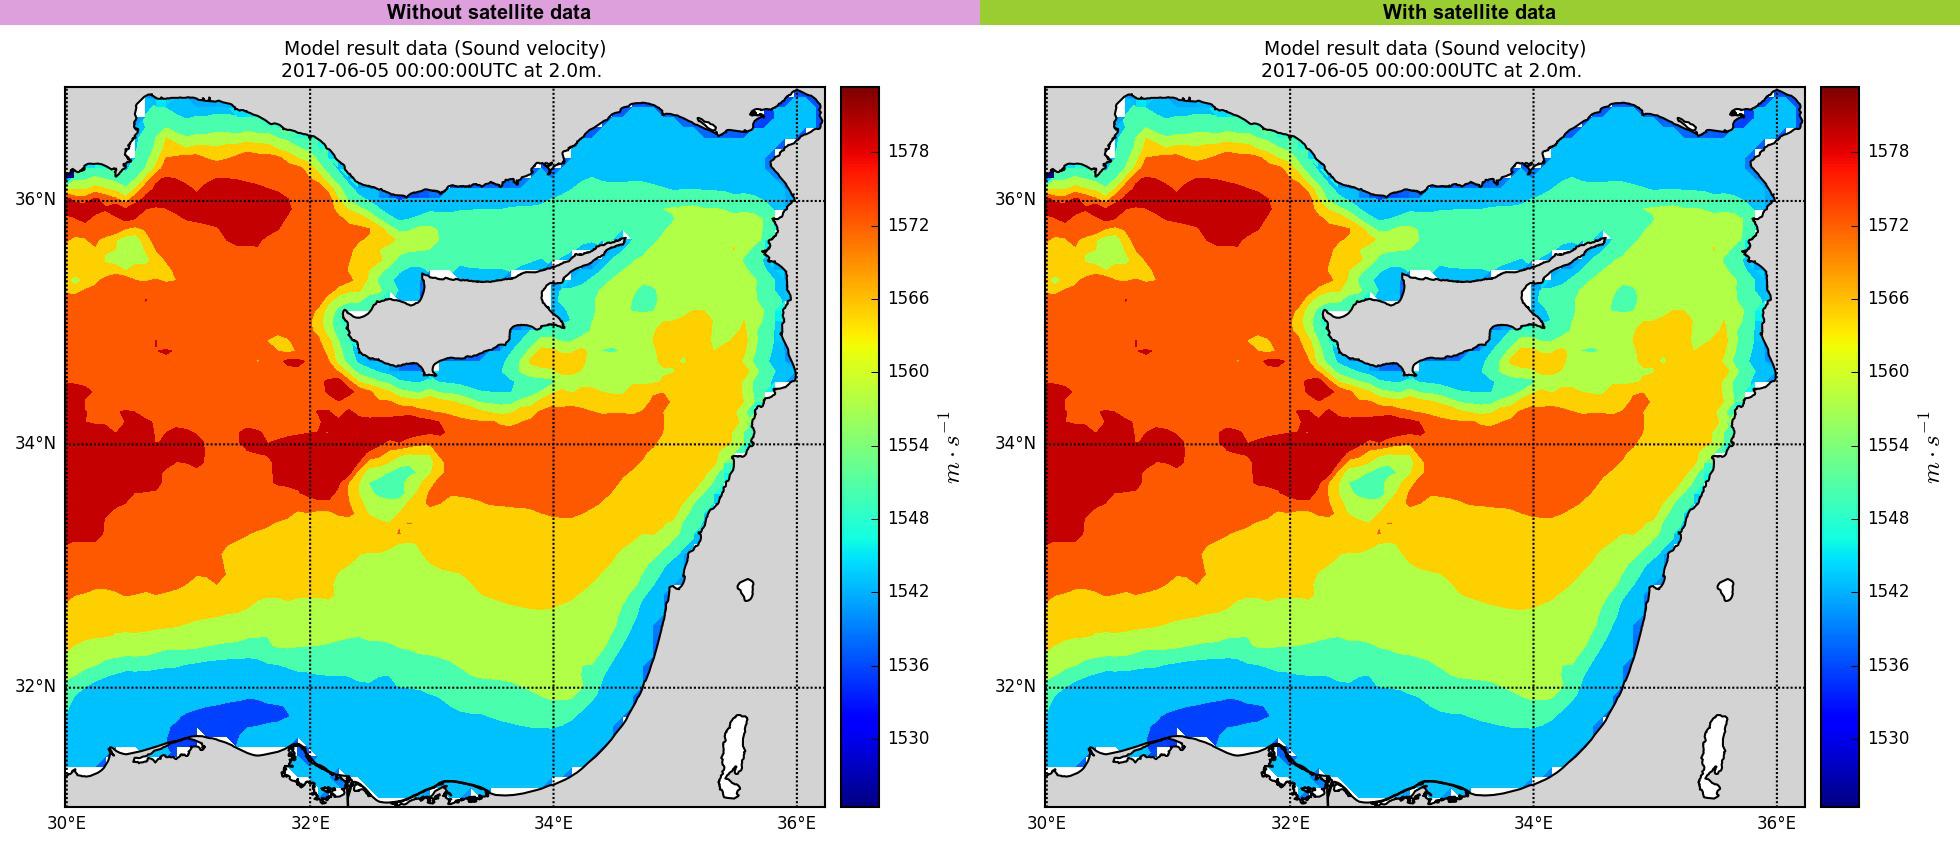 Without satellite data
With satellite data
Model result data (Sound velocity)
2017-06-05 00:00:00UTC at 2.0m.
36°N
34°N
32°N
30°E
32°E
34°E
36°E
1578
1572
1566
1560
1554
1548
1542
1536
1530
m · s⁻¹
Model result data (Sound velocity)
2017-06-05 00:00:00UTC at 2.0m.
36°N
34°N
32°N
30°E
32°E
34°E
36°E
1578
1572
1566
1560
1554
1548
1542
1536
1530
m · s⁻¹